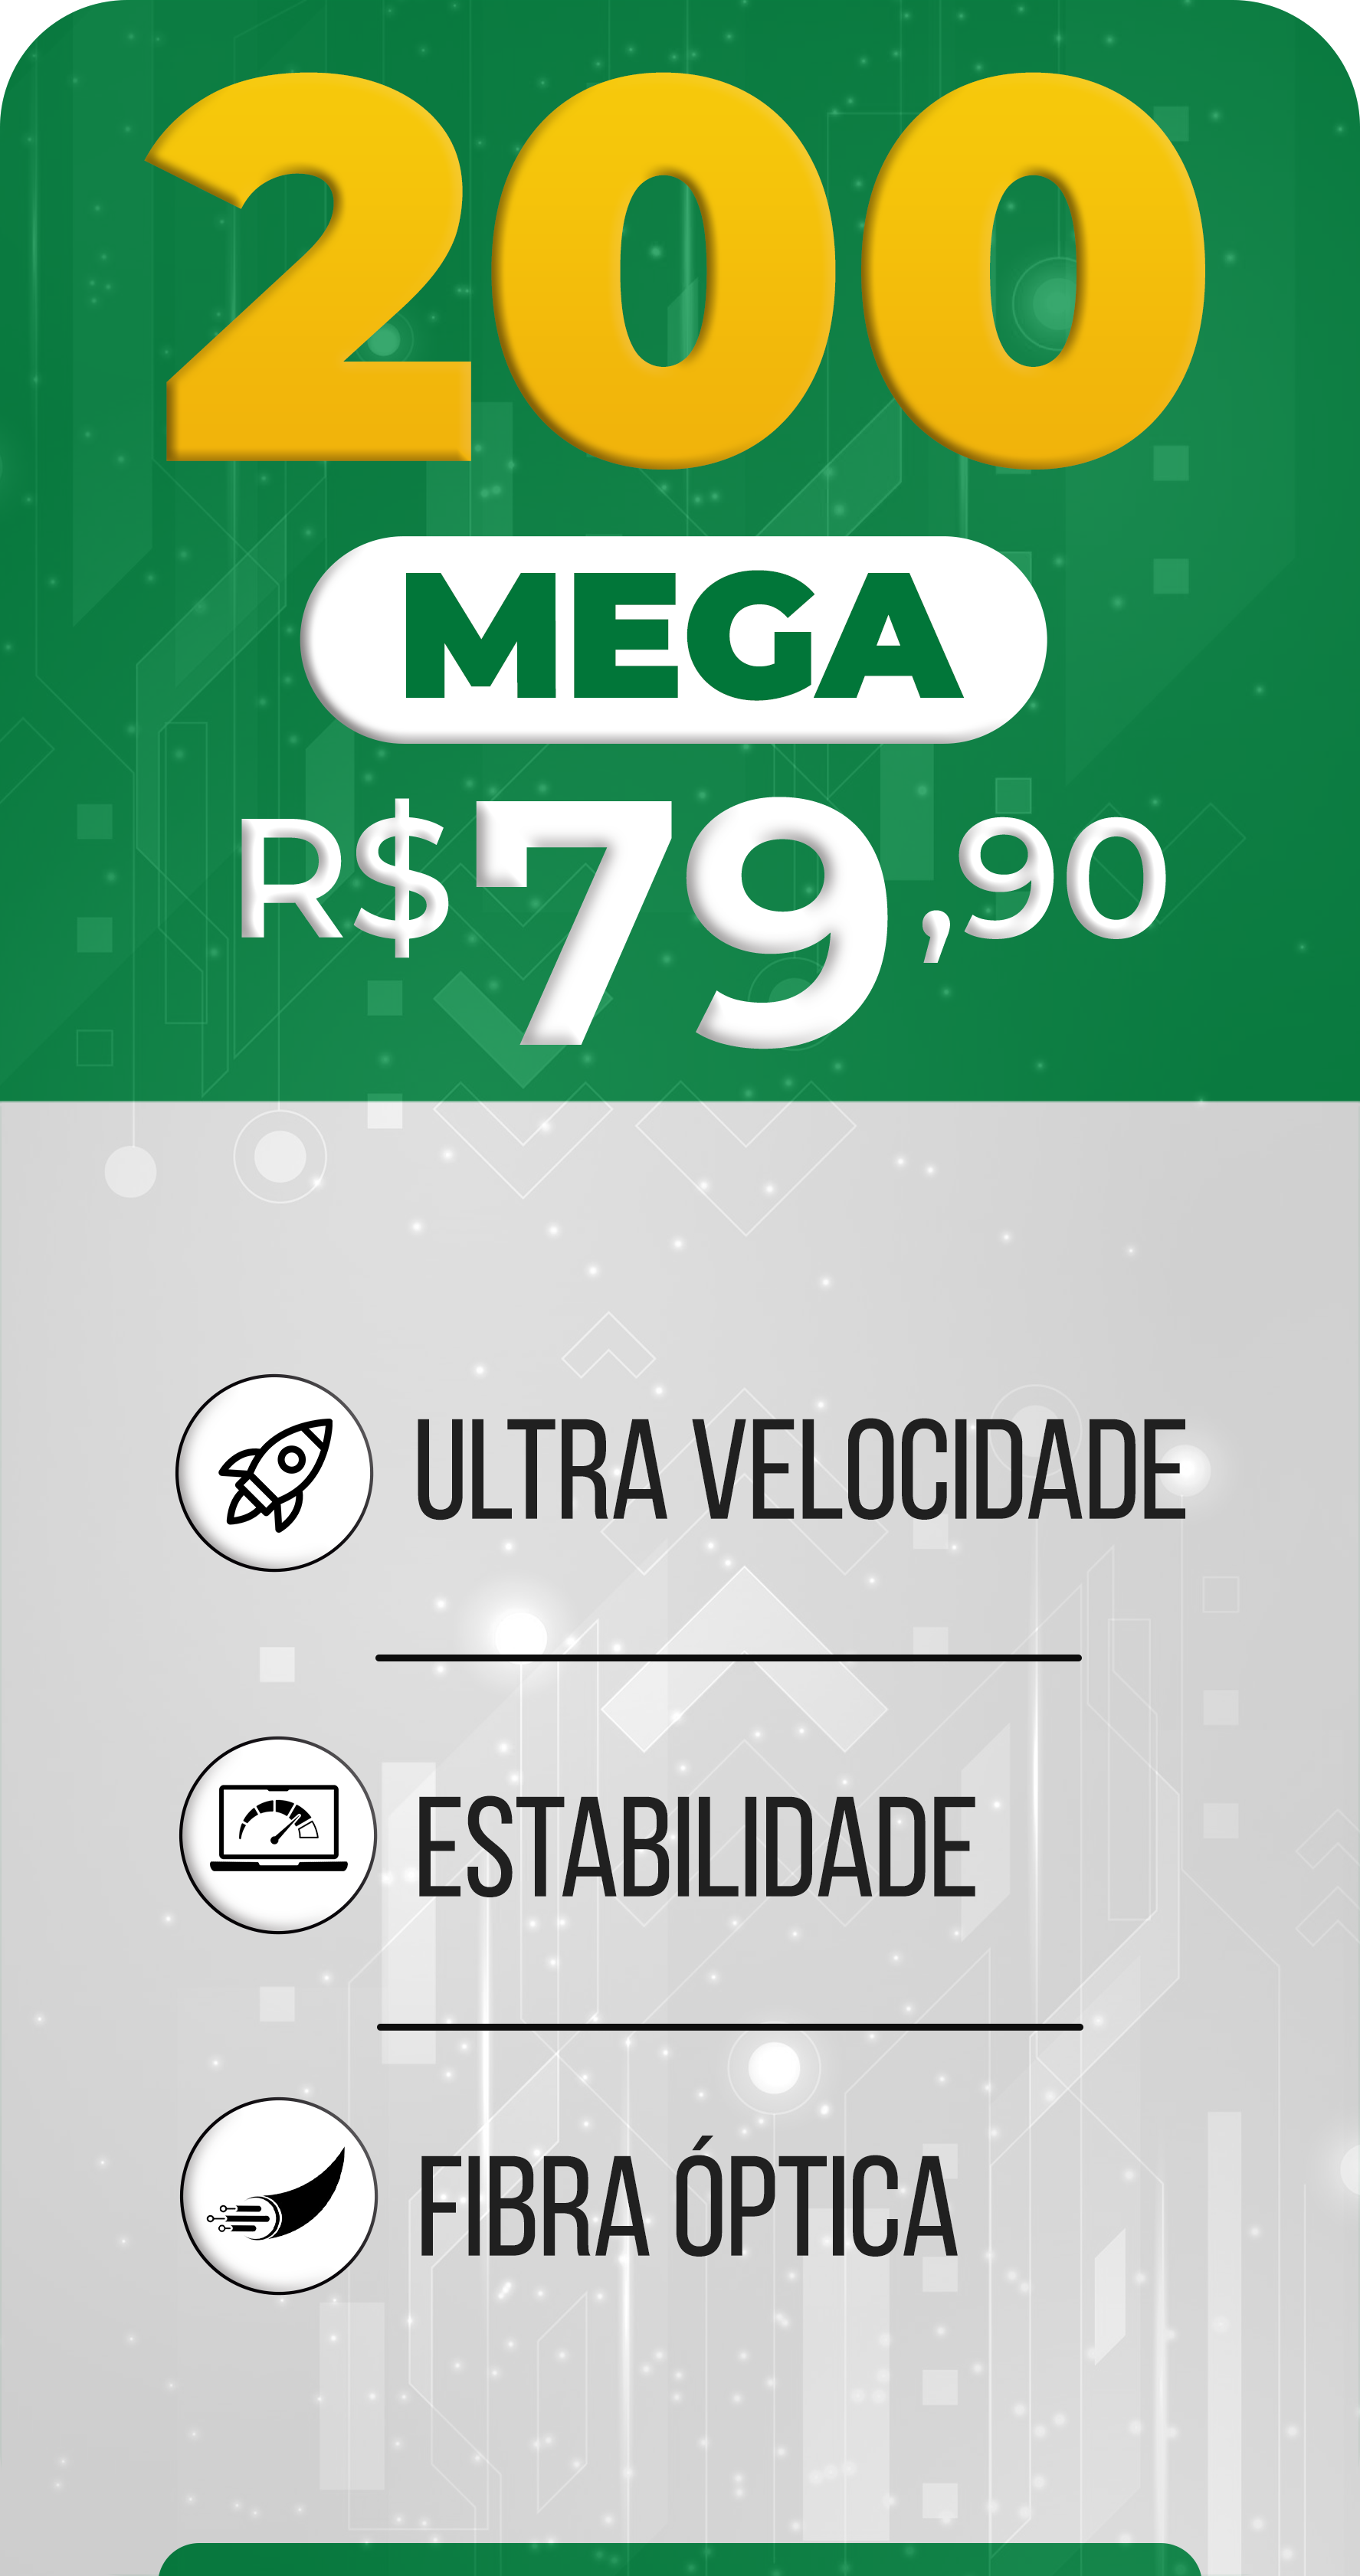 200
MEGA
R$79,90
ULTRA VELOCIDADE
ESTABILIDADE
FIBRA ÓPTICA